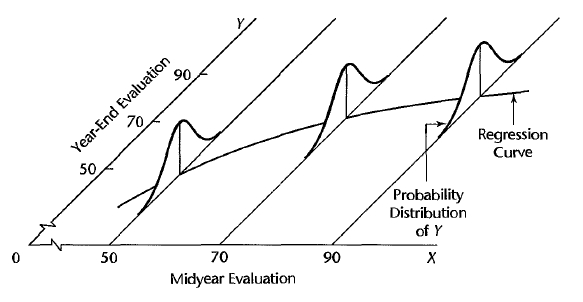 Y
Year-End Evaluation
90
70
50
Regression
Curve
Probability
Distribution
of Y
0
50
70
90
X
Midyear Evaluation